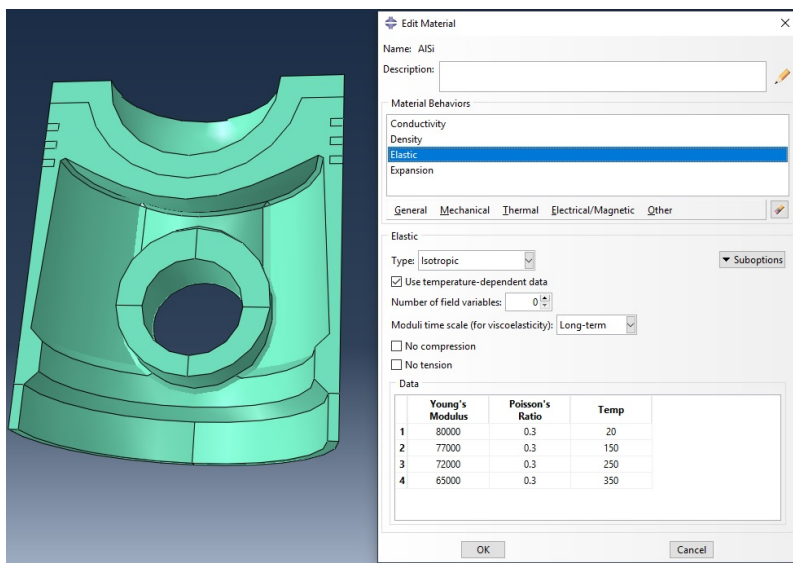 Edit Material
Name: AlSi
Description:
Material Behaviors
Conductivity
Density
Elastic
Expansion
General Mechanical Thermal Electrical/Magnetic Other
Elastic
Type: Isotropic
Suboptions
Use temperature-dependent data
Number of field variables: 0
Moduli time scale (for viscoelasticity): Long-term
No compression
No tension
Data
Young's Modulus Poisson's Ratio Temp
1 80000 0.3 20
2 77000 0.3 150
3 72000 0.3 250
4 65000 0.3 350
OK Cancel